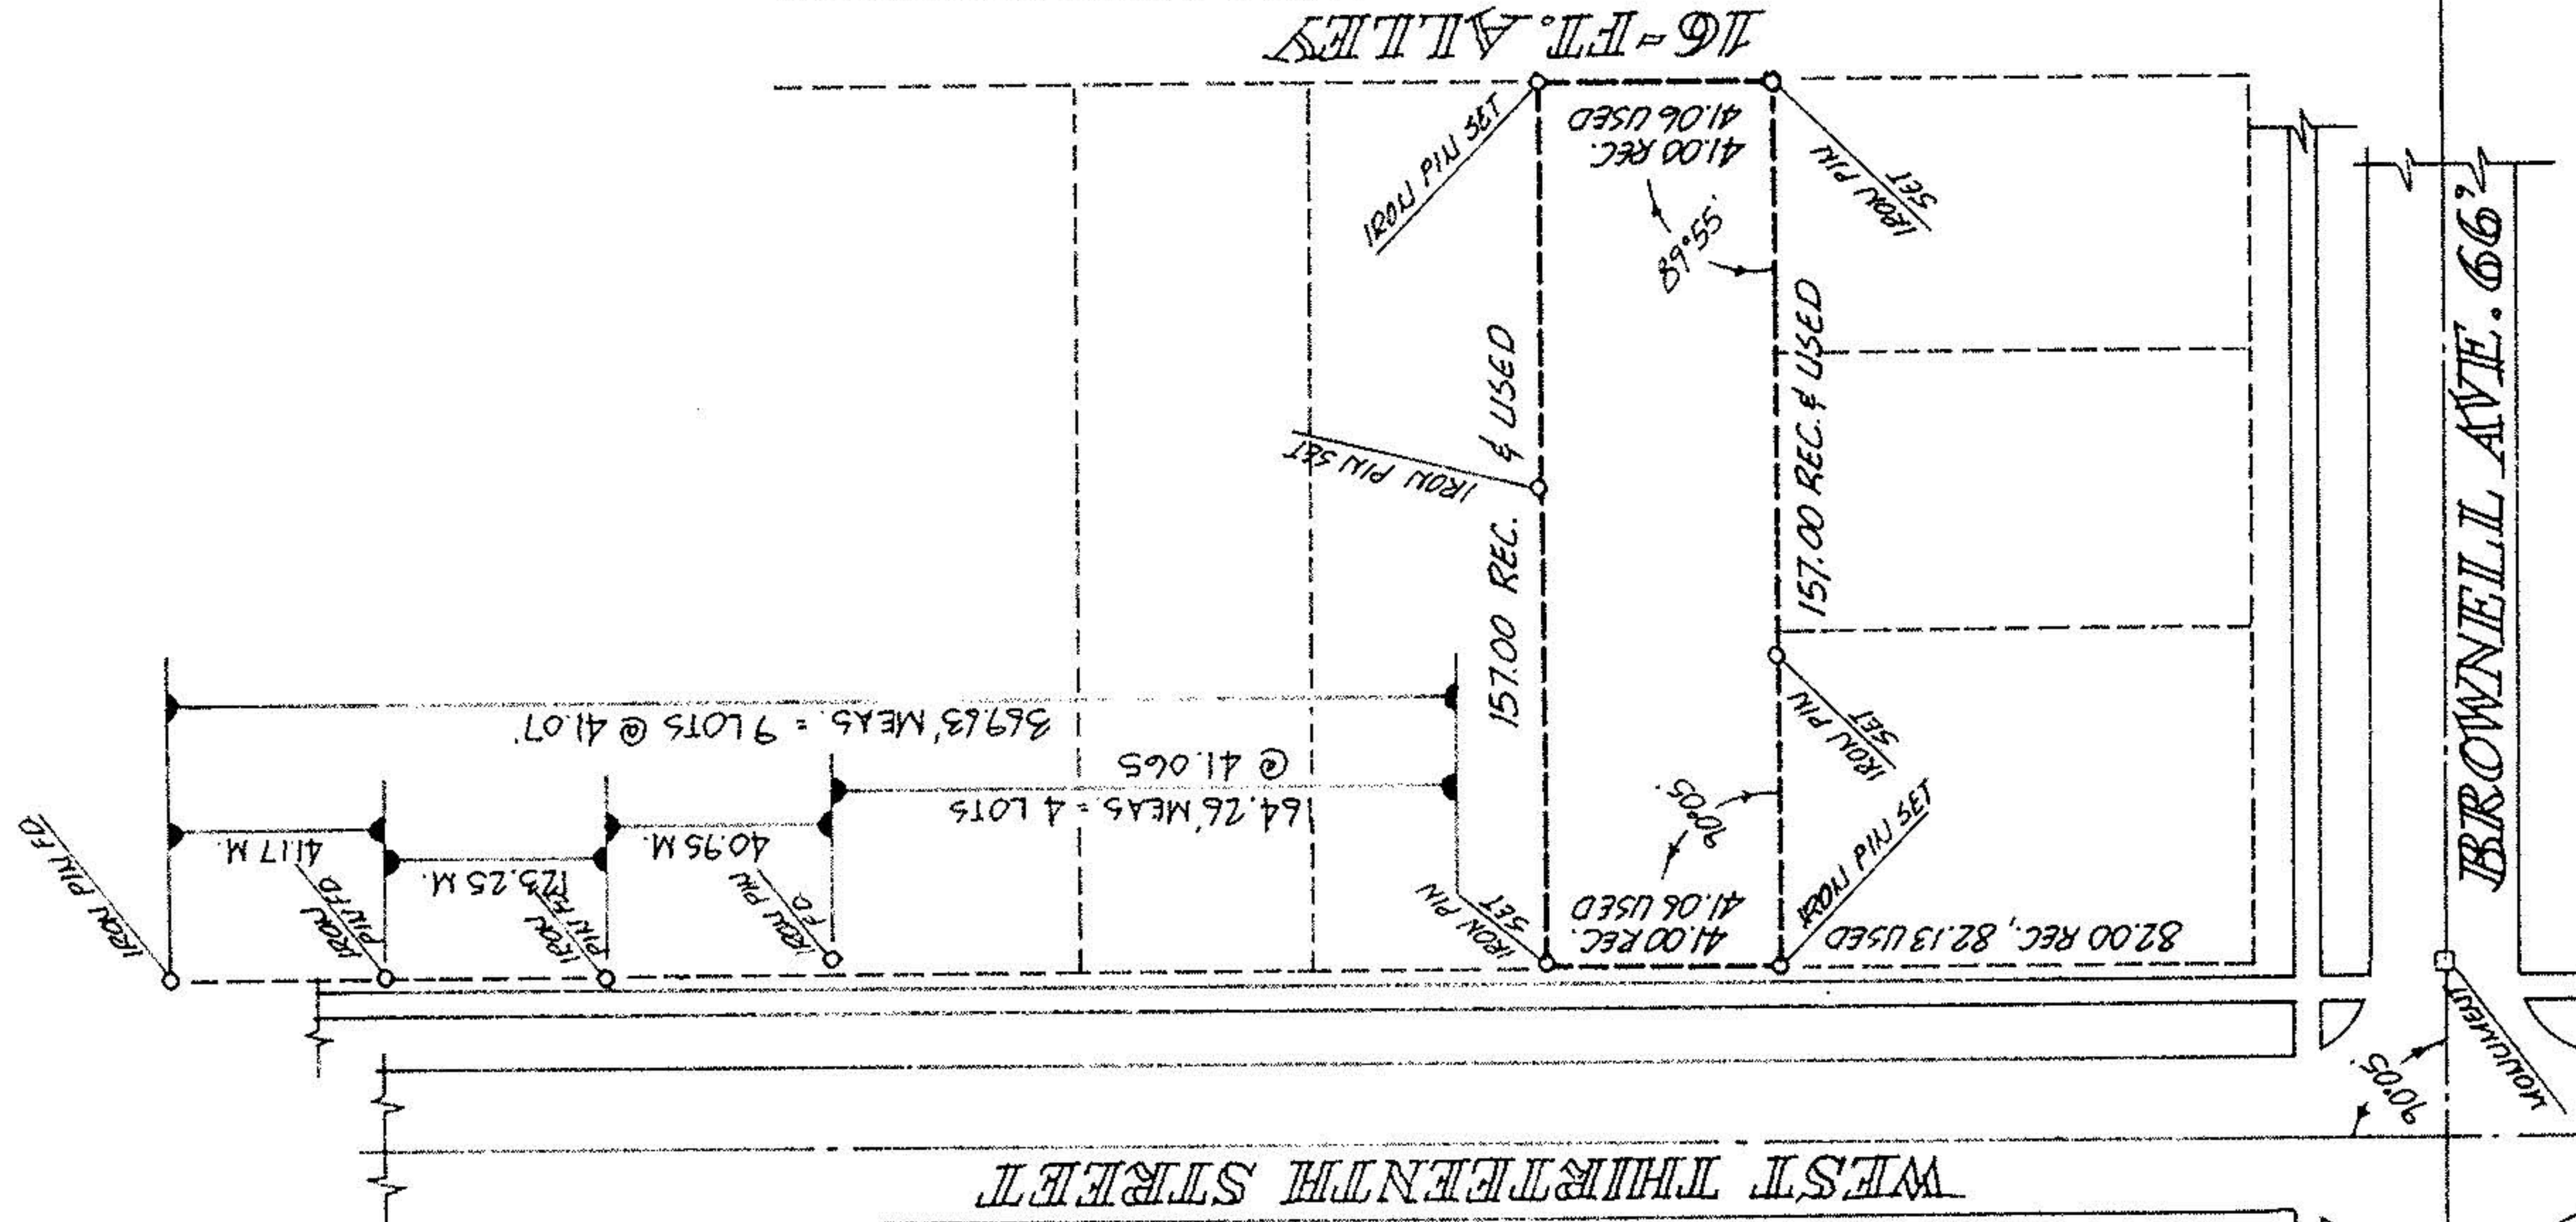 WEST THIRTEENTH STREET
BROWNELL AVE. 66'
16-FT. ALLEY
MONUMENT
90°05'
82.00 REC., 82.13 USED
IRON PIN SET
41.00 REC.
41.06 USED
90°05'
IRON PIN
SET
IRON PIN
SET
157.00 REC. & USED
157.00 REC. & USED
IRON PIN SET
89°55'
41.00 REC.
41.06 USED
IRON PIN
SET
IRON PIN SET
164.26' MEAS. = 4 LOTS
@ 41.065
369.63' MEAS. = 9 LOTS @ 41.07'
IRON PIN
FD.
40.95 M.
IRON
PIN FD.
123.25 M.
IRON
PIN FD
41.17 M.
IRON PIN FD